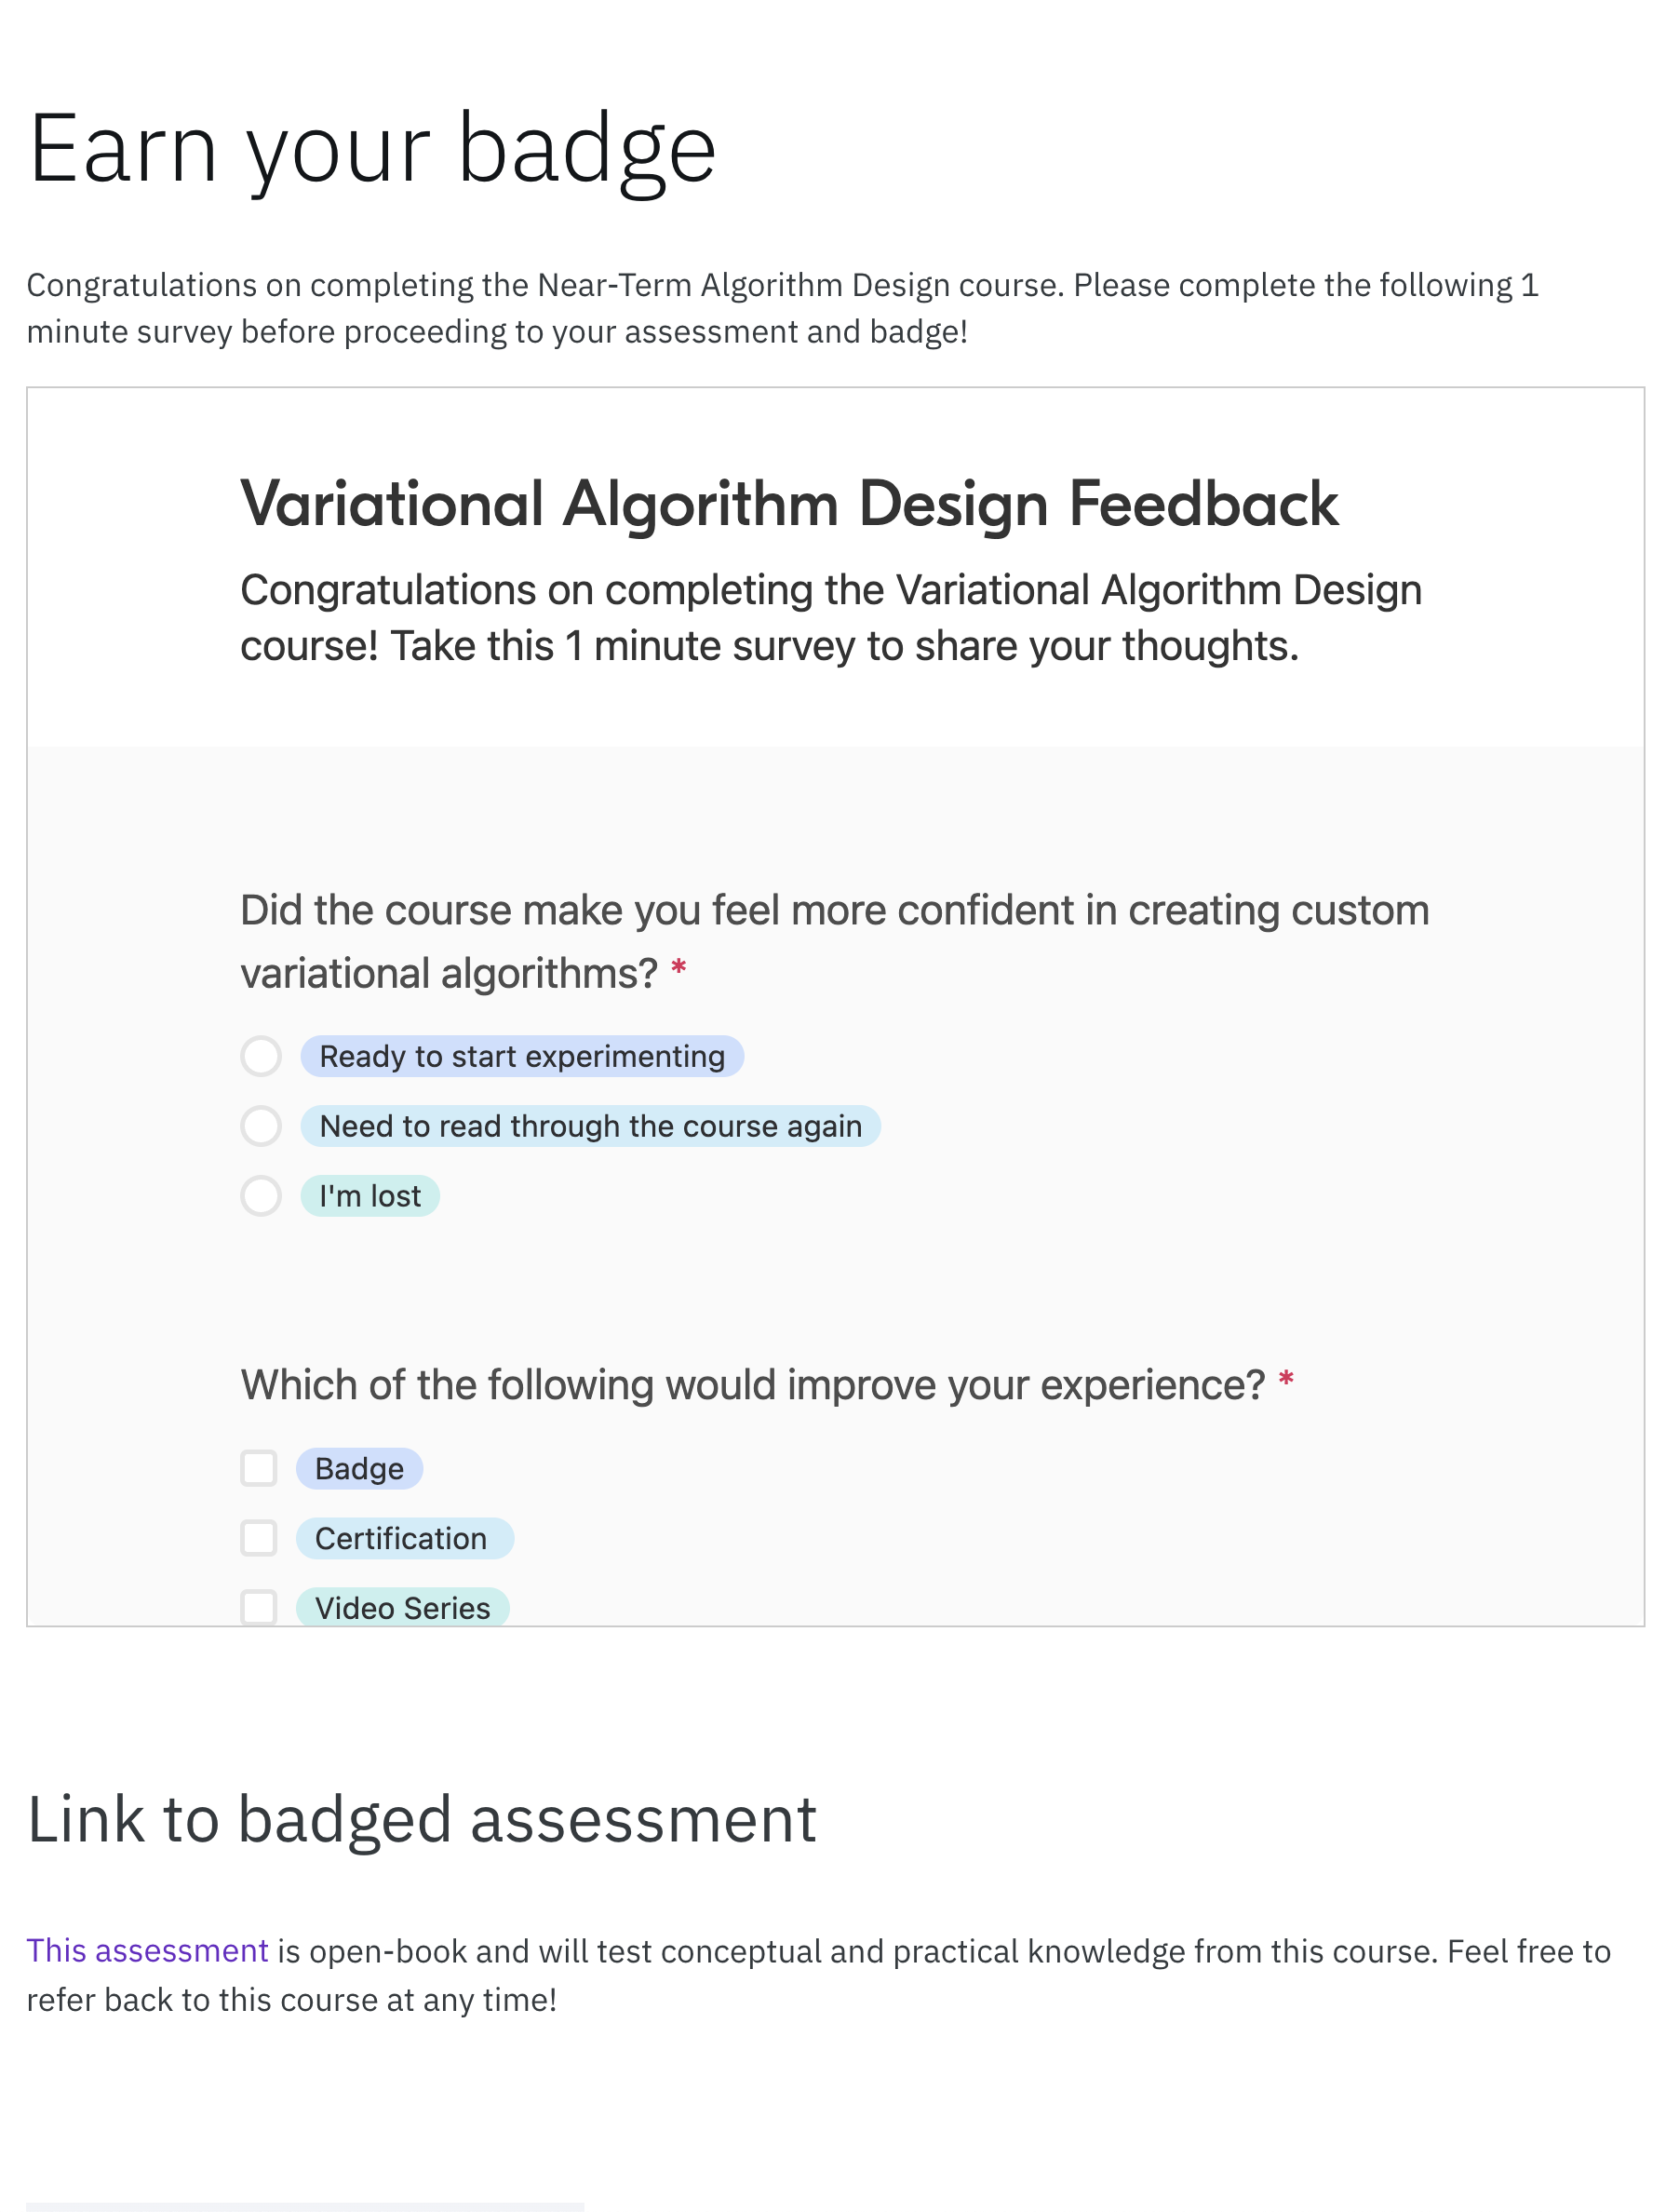 Earn your badge
Congratulations on completing the Near-Term Algorithm Design course. Please complete the following 1
minute survey before proceeding to your assessment and badge!
Variational Algorithm Design Feedback
Congratulations on completing the Variational Algorithm Design
course! Take this 1 minute survey to share your thoughts.
Did the course make you feel more confident in creating custom
variational algorithms? *
Ready to start experimenting
Need to read through the course again
I'm lost
Which of the following would improve your experience? *
Badge
Certification
Video Series
Link to badged assessment
This assessment is open-book and will test conceptual and practical knowledge from this course. Feel free to
refer back to this course at any time!